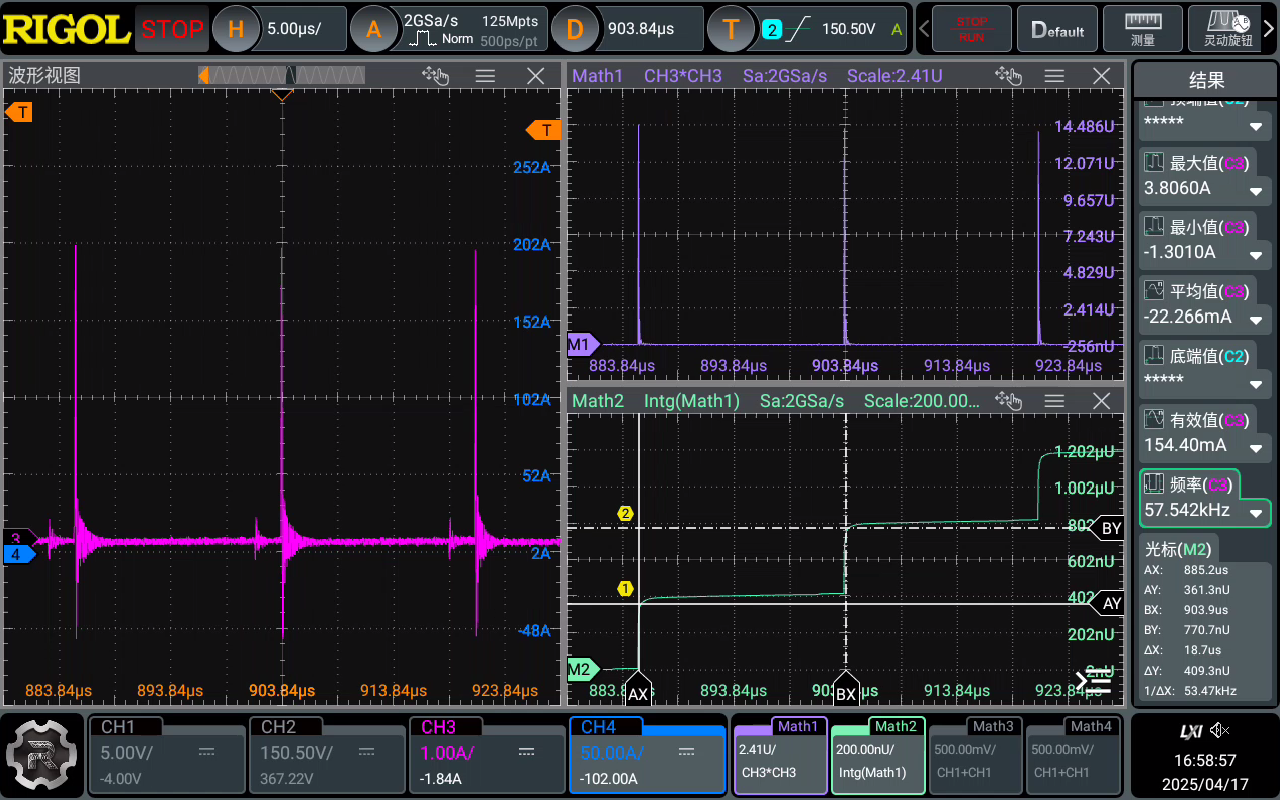 RIGOL STOP H 5.00µs/ A 2GSa/s 125Mpts Norm 500ps/pt D 903.84µs T 2 150.50V A STOP RUN Default 测量 灵动旋钮
波形视图
T
T
252A
202A
152A
102A
52A
2A
-48A
3
4
883.84µs 893.84µs 903.84µs 913.84µs 923.84µs
Math1 CH3*CH3 Sa:2GSa/s Scale:2.41U
14.486U
12.071U
9.657U
7.243U
4.829U
2.414U
-256nU
M1
883.84µs 893.84µs 903.84µs 913.84µs 923.84µs
Math2 Intg(Math1) Sa:2GSa/s Scale:200.00...
1.202µU
1.002µU
802
BY
602nU
402
AY
202nU
2nU
2
1
M2
AX
BX
883.8 893.84µs 903 µs 913.84µs 923.84
结果
顶端值(C2)
*****
最大值(C3)
3.8060A
最小值(C3)
-1.3010A
平均值(C3)
-22.266mA
底端值(C2)
*****
有效值(C3)
154.40mA
频率(C3)
57.542kHz
光标(M2)
AX: 885.2us
AY: 361.3nU
BX: 903.9us
BY: 770.7nU
ΔX: 18.7us
ΔY: 409.3nU
1/ΔX: 53.47kHz
CH1
5.00V/
-4.00V
CH2
150.50V/
367.22V
CH3
1.00A/
-1.84A
CH4
50.00A/
-102.00A
Math1
2.41U/
CH3*CH3
Math2
200.00nU/
Intg(Math1)
Math3
500.00mV/
CH1+CH1
Math4
500.00mV/
CH1+CH1
R
LXI
16:58:57
2025/04/17